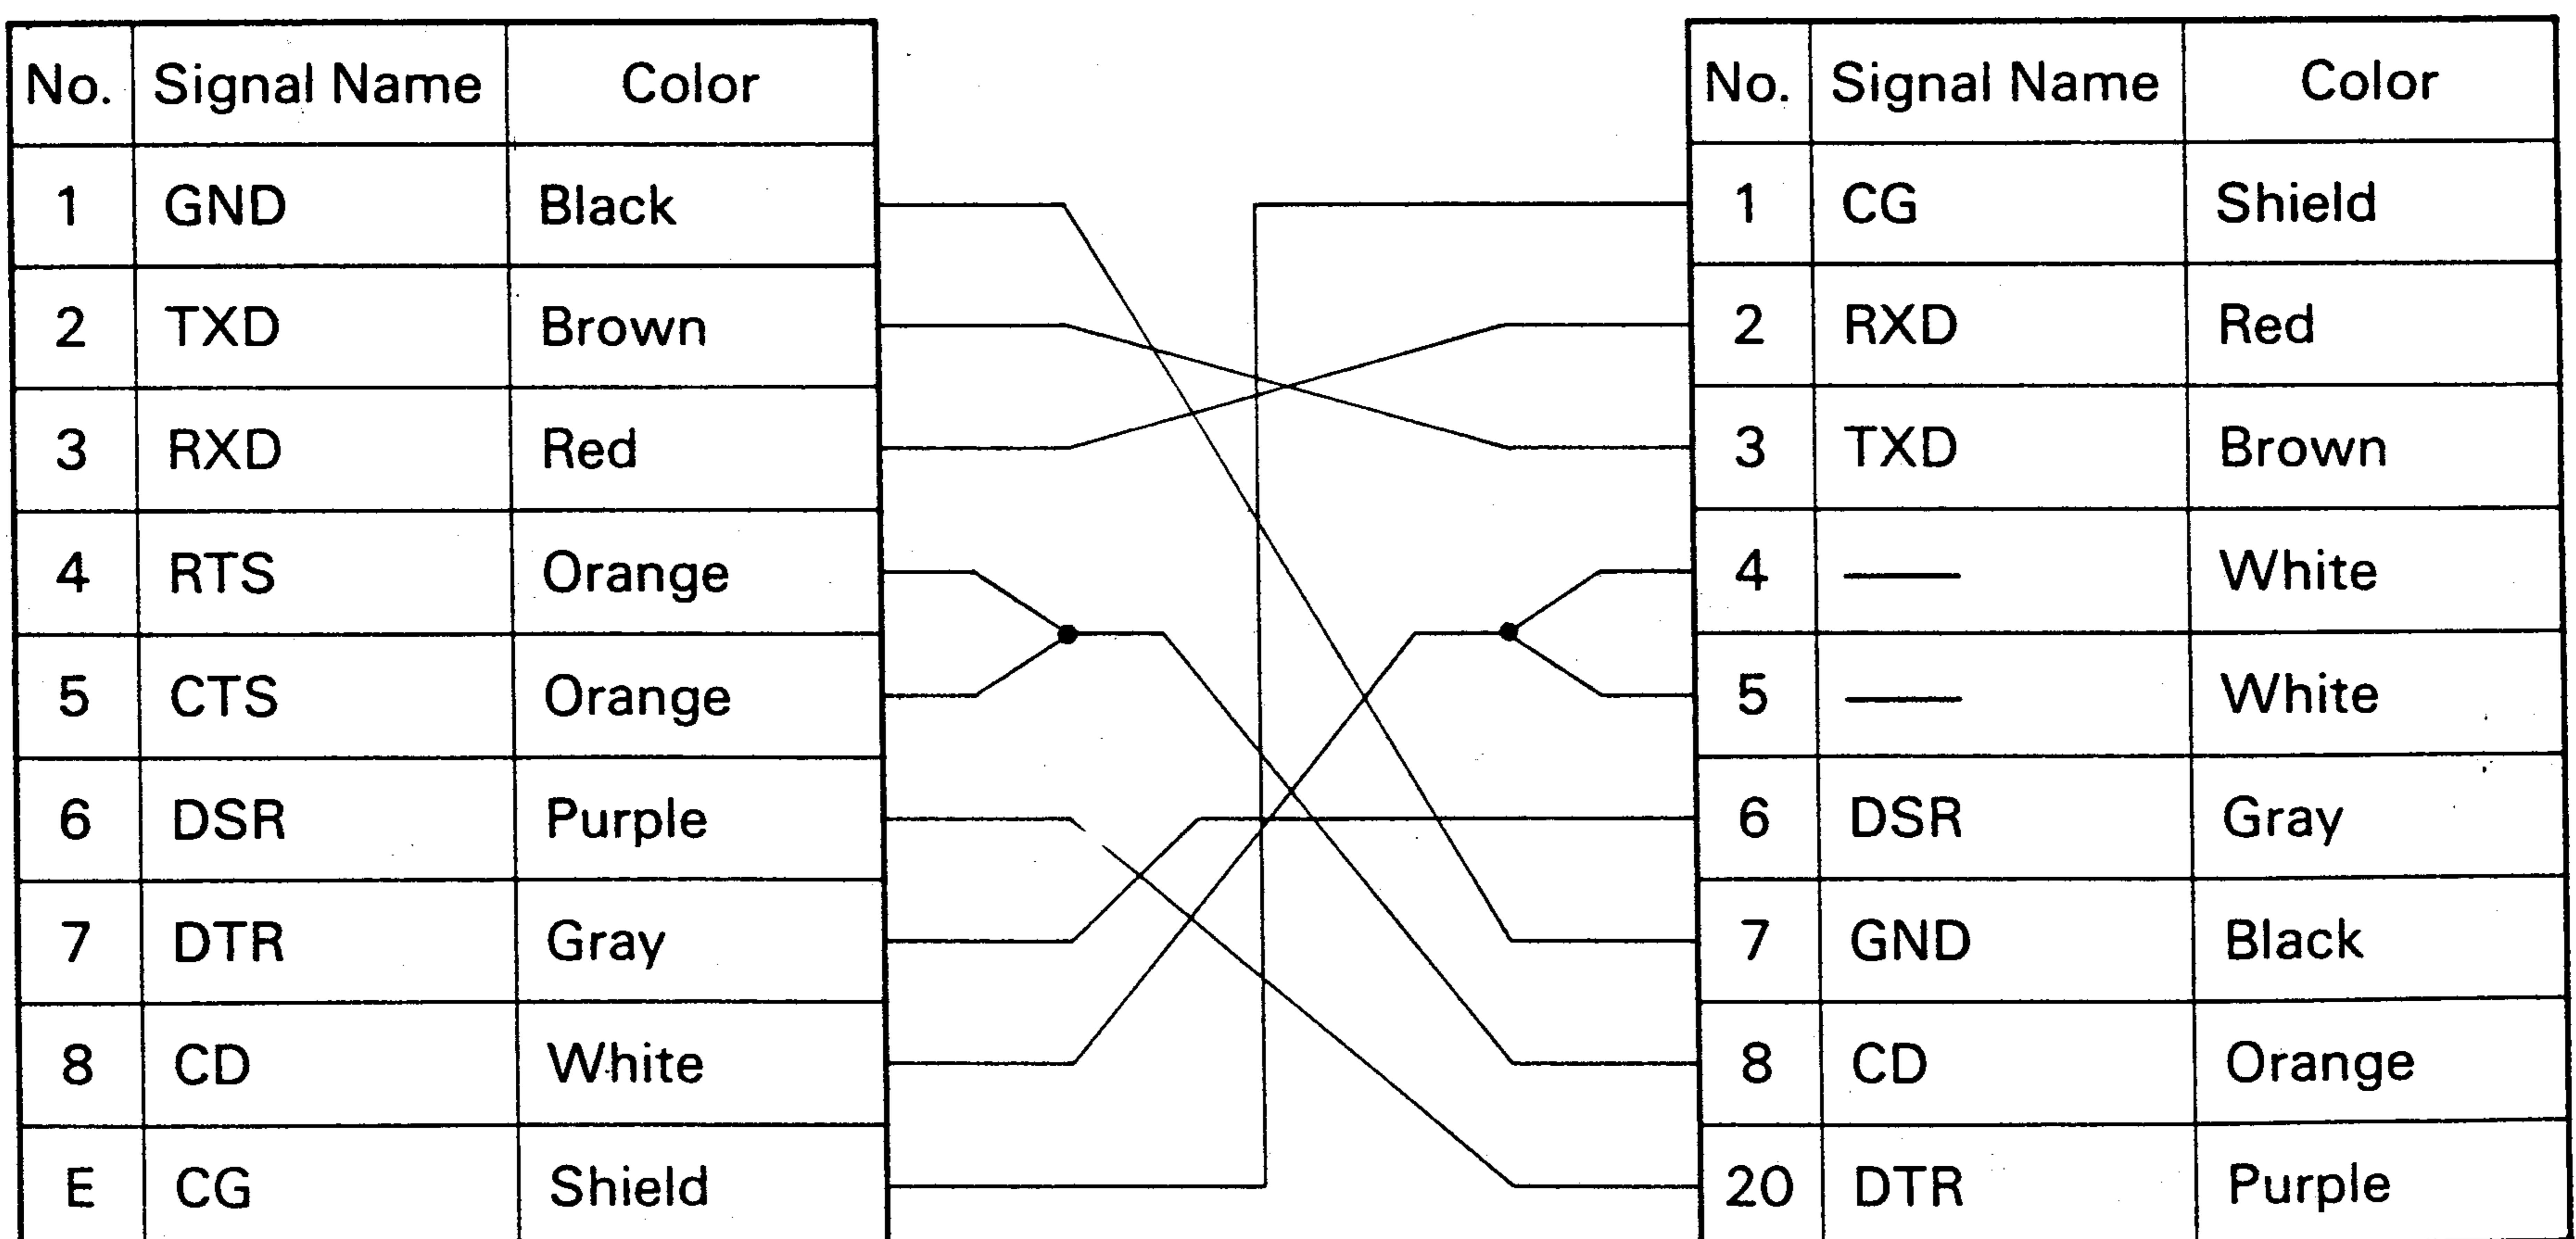 No. Signal Name Color No. Signal Name Color
1 GND Black 1 CG Shield
2 TXD Brown 2 RXD Red
3 RXD Red 3 TXD Brown
4 RTS Orange 4 — White
5 CTS Orange 5 — White
6 DSR Purple 6 DSR Gray
7 DTR Gray 7 GND Black
8 CD White 8 CD Orange
E CG Shield 20 DTR Purple